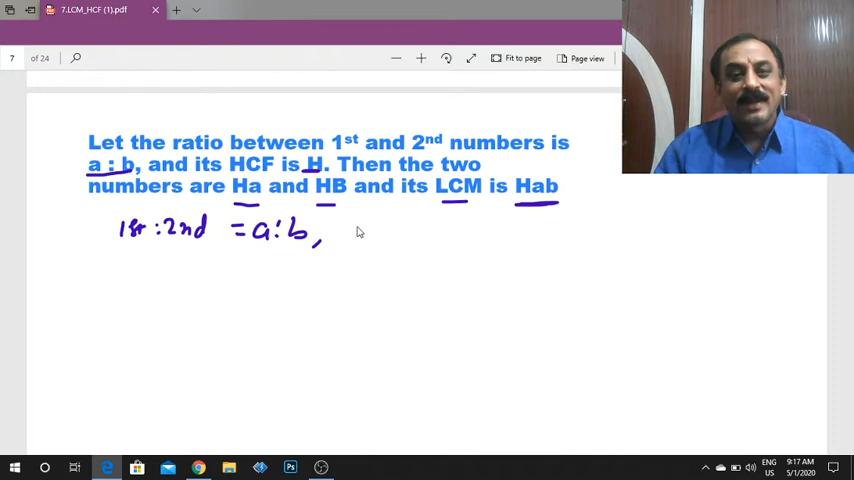 7.LCM_HCF (1).pdf
7 of 24
Fit to page
Page view
Let the ratio between 1st and 2nd numbers is
a : b, and its HCF is H. Then the two
numbers are Ha and HB and its LCM is Hab
1st : 2nd = a : b,
Ps
ENG
US
9:17 AM
5/1/2020